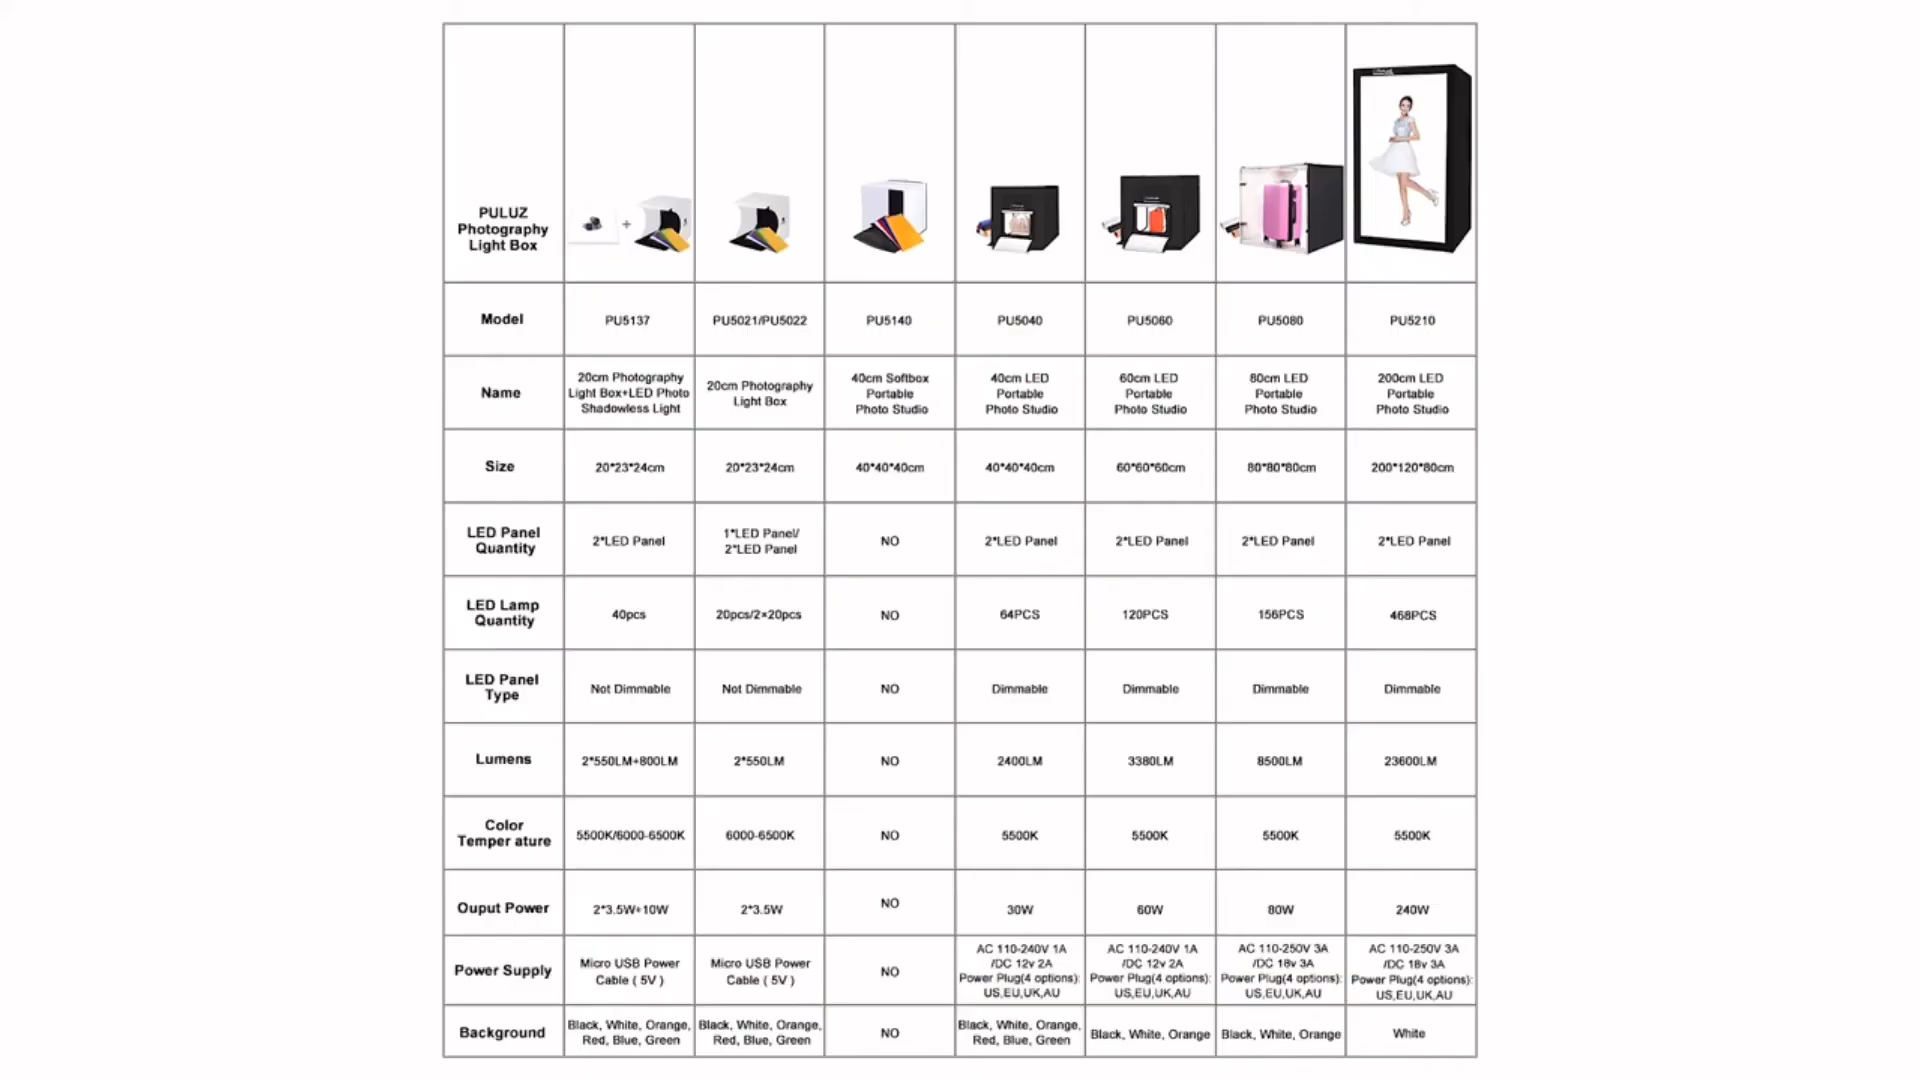 PULUZ
Photography
Light Box
+
Model
PU5137
PU5021/PU5022
PU5140
PU5040
PU5060
PU5080
PU5210
Name
20cm Photography
Light Box+LED Photo
Shadowless Light
20cm Photography
Light Box
40cm Softbox
Portable
Photo Studio
40cm LED
Portable
Photo Studio
60cm LED
Portable
Photo Studio
80cm LED
Portable
Photo Studio
200cm LED
Portable
Photo Studio
Size
20*23*24cm
20*23*24cm
40*40*40cm
40*40*40cm
60*60*60cm
80*80*80cm
200*120*80cm
LED Panel
Quantity
2*LED Panel
1*LED Panel/
2*LED Panel
NO
2*LED Panel
2*LED Panel
2*LED Panel
2*LED Panel
LED Lamp
Quantity
40pcs
20pcs/2×20pcs
NO
64PCS
120PCS
156PCS
468PCS
LED Panel
Type
Not Dimmable
Not Dimmable
NO
Dimmable
Dimmable
Dimmable
Dimmable
Lumens
2*550LM+800LM
2*550LM
NO
2400LM
3380LM
8500LM
23600LM
Color
Temper ature
5500K/6000-6500K
6000-6500K
NO
5500K
5500K
5500K
5500K
Ouput Power
2*3.5W+10W
2*3.5W
NO
30W
60W
80W
240W
Power Supply
Micro USB Power
Cable ( 5V )
Micro USB Power
Cable ( 5V )
NO
AC 110-240V 1A
/DC 12v 2A
Power Plug(4 options):
US,EU,UK,AU
AC 110-240V 1A
/DC 12v 2A
Power Plug(4 options):
US,EU,UK,AU
AC 110-250V 3A
/DC 18v 3A
Power Plug(4 options):
US,EU,UK,AU
AC 110-250V 3A
/DC 18v 3A
Power Plug(4 options):
US,EU,UK,AU
Background
Black, White, Orange,
Red, Blue, Green
Black, White, Orange,
Red, Blue, Green
NO
Black, White, Orange,
Red, Blue, Green
Black, White, Orange
Black, White, Orange
White